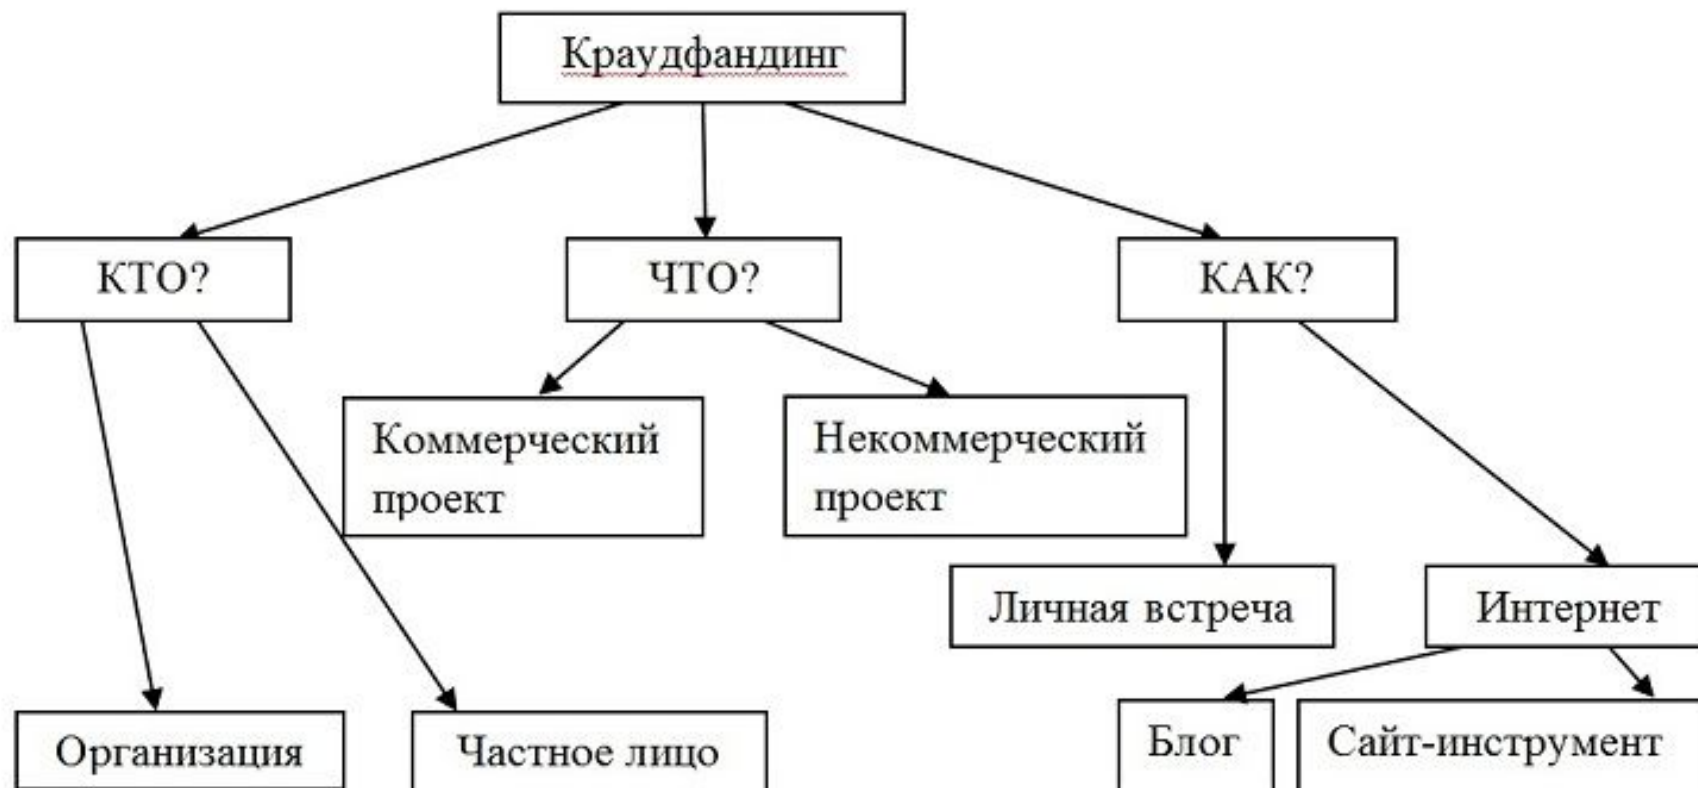 Краудфандинг
КТО?
ЧТО?
КАК?
Коммерческий
проект
Некоммерческий
проект
Личная встреча
Интернет
Организация
Частное лицо
Блог
Сайт-инструмент